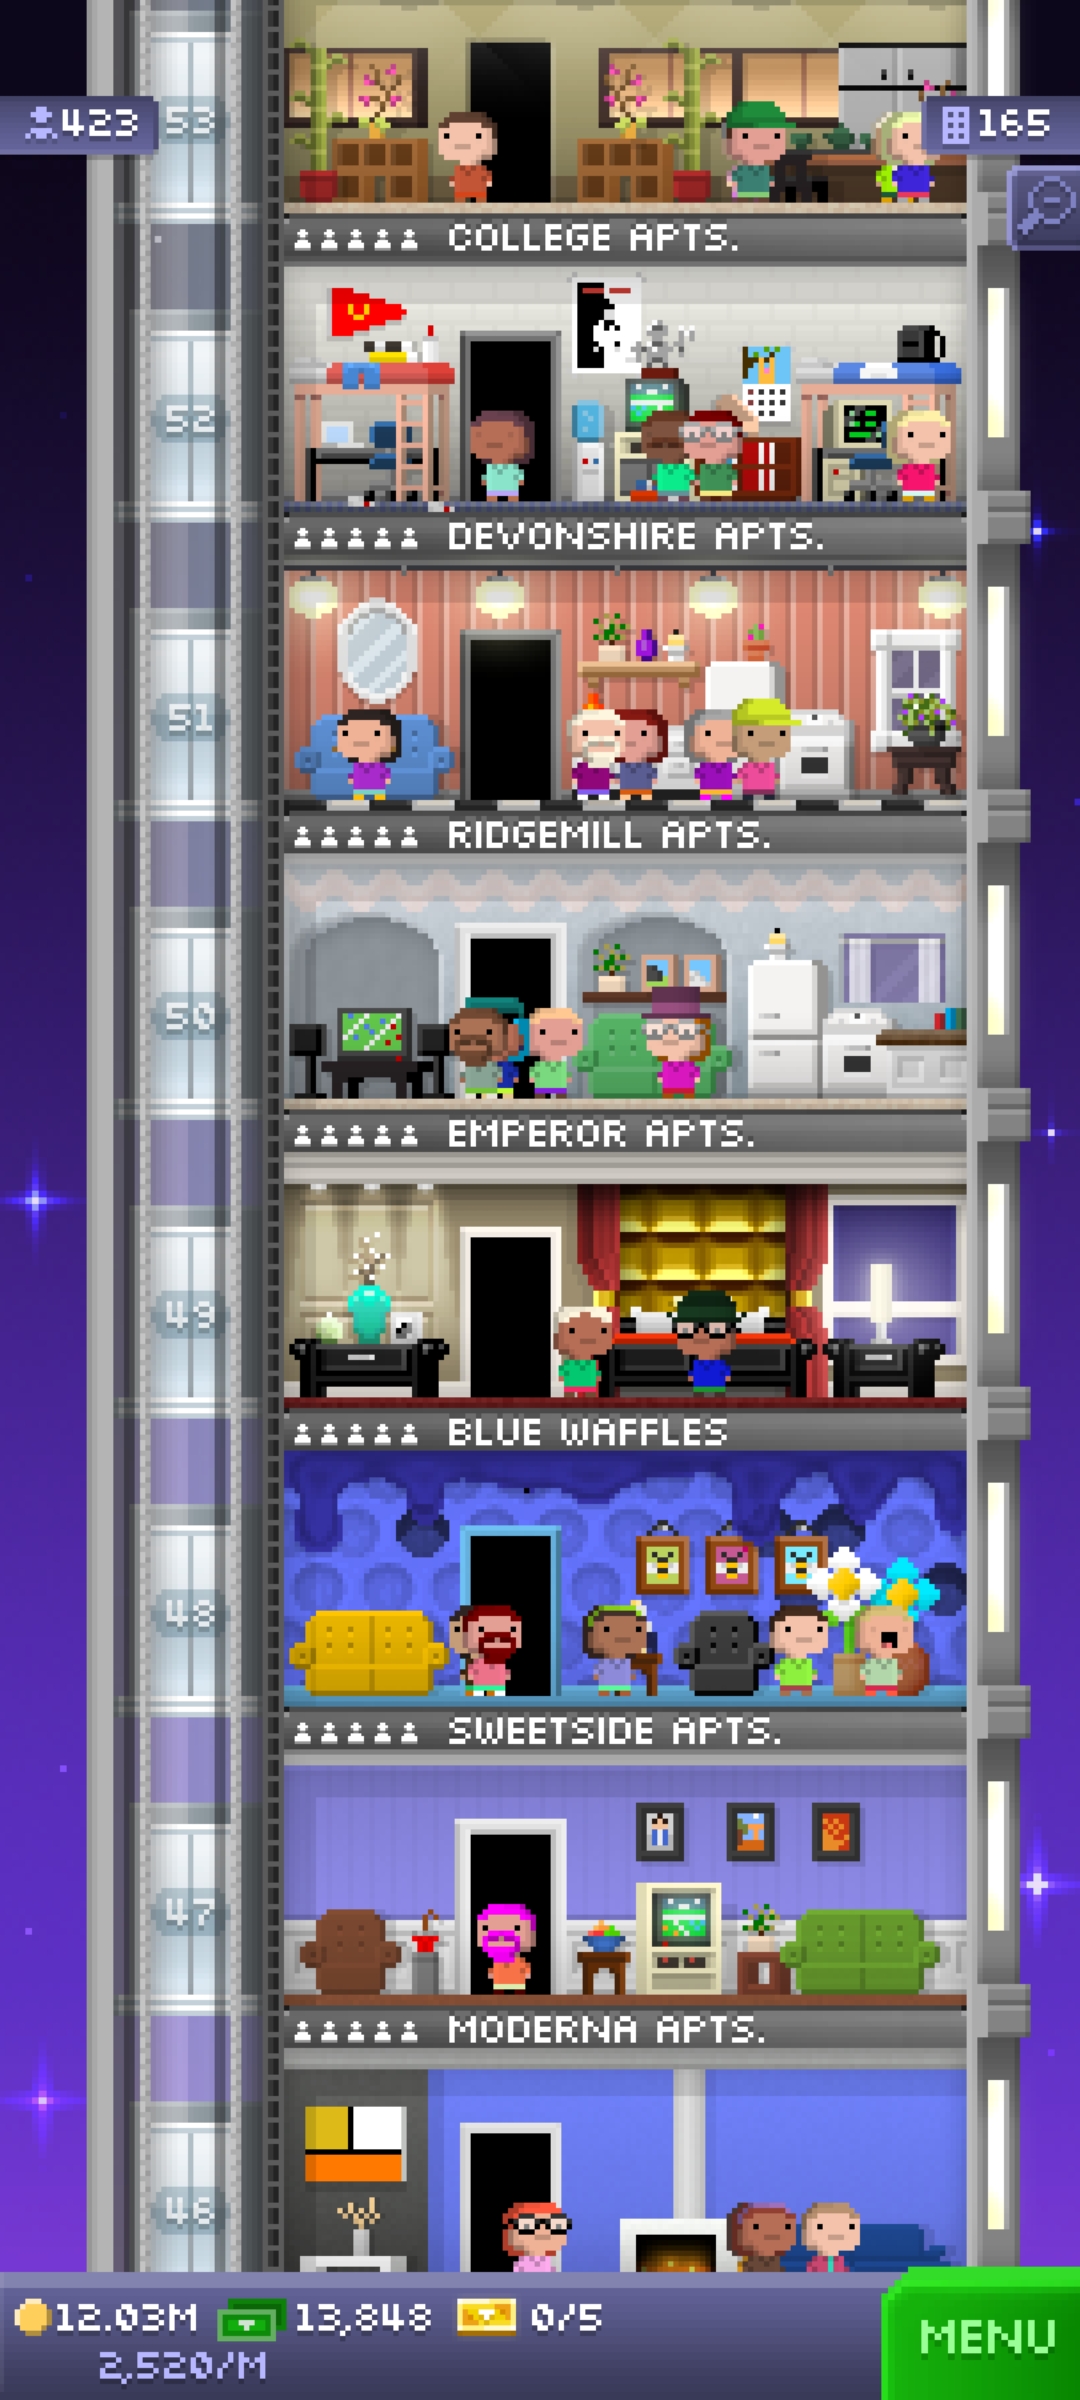 423
53
165
COLLEGE APTS.
52
DEVONSHIRE APTS.
51
RIDGEMILL APTS.
50
EMPEROR APTS.
49
BLUE WAFFLES
48
SWEETSIDE APTS.
47
MODERNA APTS.
46
12.03M 13,848 0/5
2,520/M
MENU